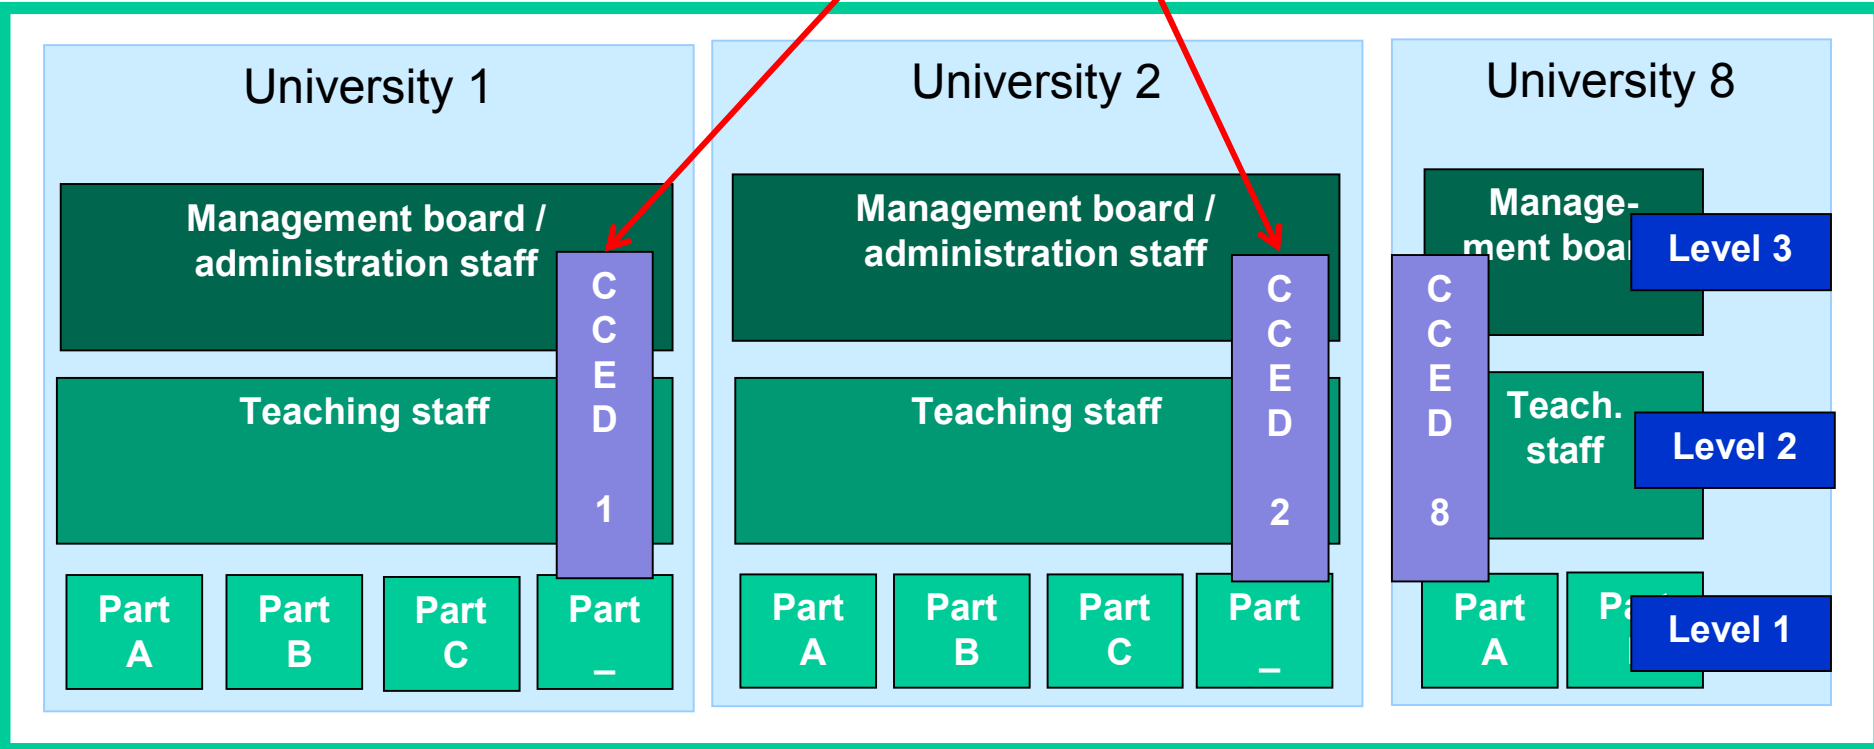 University 1
Management board /
administration staff
C
C
E
D
1
Teaching staff
Part
A
Part
B
Part
C
Part
_
University 2
Management board /
administration staff
C
C
E
D
2
Teaching staff
Part
A
Part
B
Part
C
Part
_
University 8
Manage-
ment boar
Level 3
C
C
E
D
8
Teach.
staff
Level 2
Part
A
Level 1